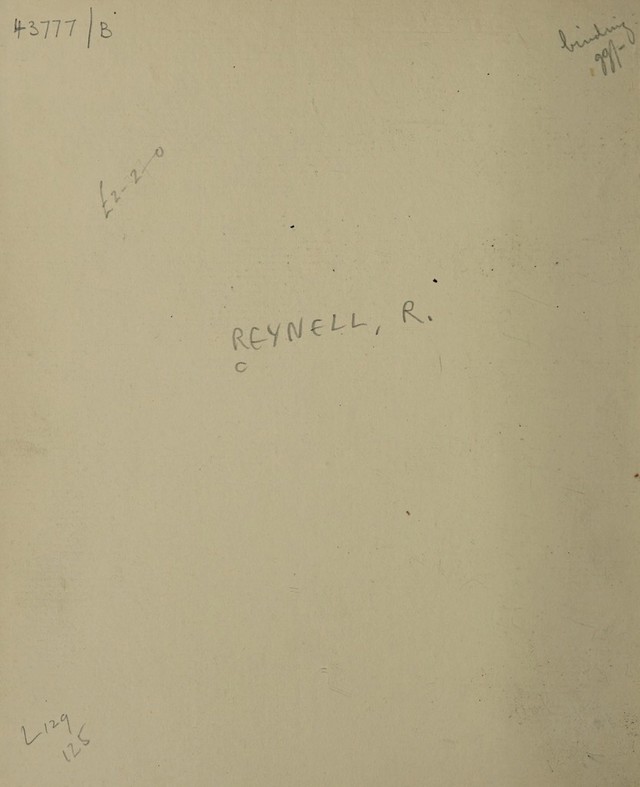 43777/B
binding
£2-2-0
REYNELL, R.
c
L129
125